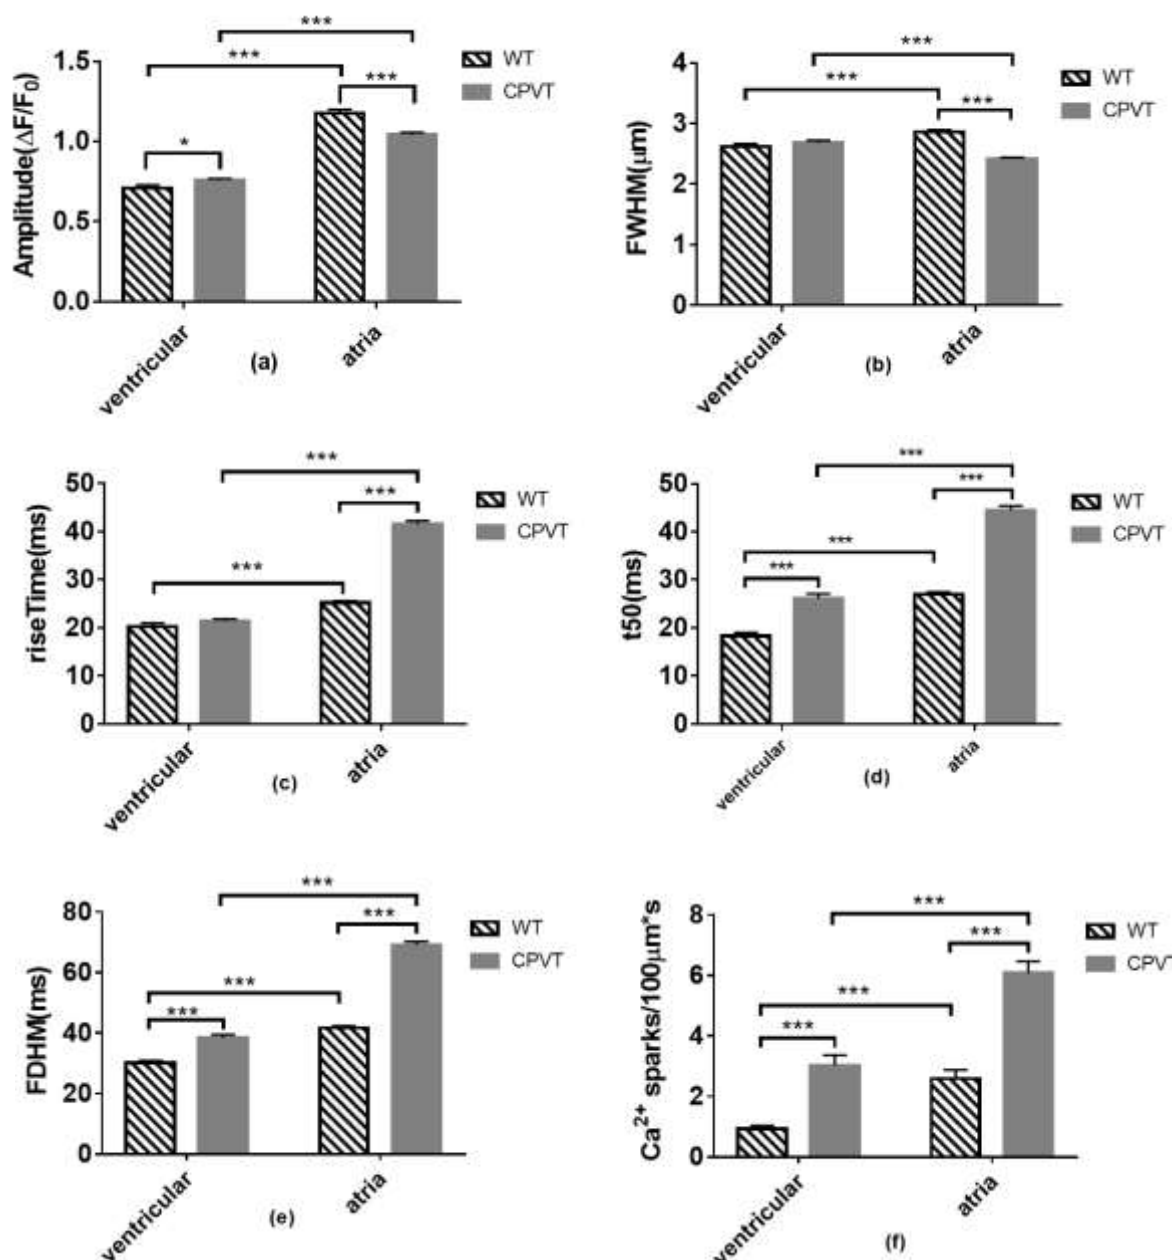 ***
***
***
*
1.5
1.0
0.5
0.0
Amplitude(ΔF/F0)
WT
CPVT
ventricular
atria
(a)
***
***
***
4
3
2
1
0
FWHM(μm)
WT
CPVT
ventricular
atria
(b)
***
***
***
50
40
30
20
10
0
riseTime(ms)
WT
CPVT
ventricular
atria
(c)
***
***
***
***
50
40
30
20
10
0
t50(ms)
WT
CPVT
ventricular
atria
(d)
***
***
***
***
80
60
40
20
0
FDHM(ms)
WT
CPVT
ventricular
atria
(e)
***
***
***
***
8
6
4
2
0
Ca2+ sparks/100μm*s
WT
CPVT
ventricular
atria
(f)